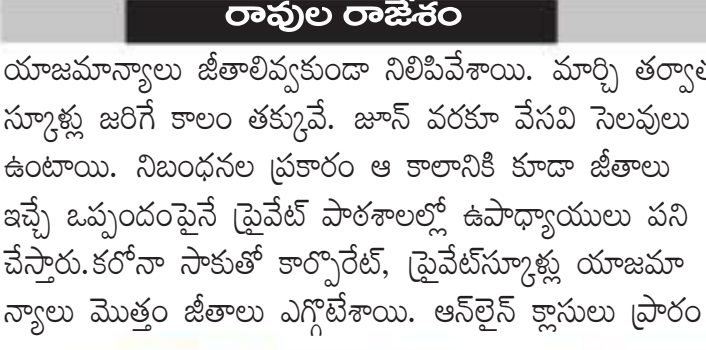 రావుల రాజేశం
యాజమాన్యాలు జీతాలివ్వకుండా నిలిపివేశాయి. మార్చి తర్వాత
స్కూళ్లు జరిగే కాలం తక్కువే. జూన్ వరకూ వేసవి సెలవులు
ఉంటాయి. నిబంధనల ప్రకారం ఆ కాలానికి కూడా జీతాలు
ఇచ్చే ఒప్పందంపైనే ప్రైవేట్ పాఠశాలల్లో ఉపాధ్యాయులు పని
చేస్తారు.కరోనా సాకుతో కార్పొరేట్, ప్రైవేట్‌స్కూళ్లు యాజమా
న్యాలు మొత్తం జీతాలు ఎగ్గొటేశాయి. ఆన్‌లైన్ క్లాసులు ప్రారం